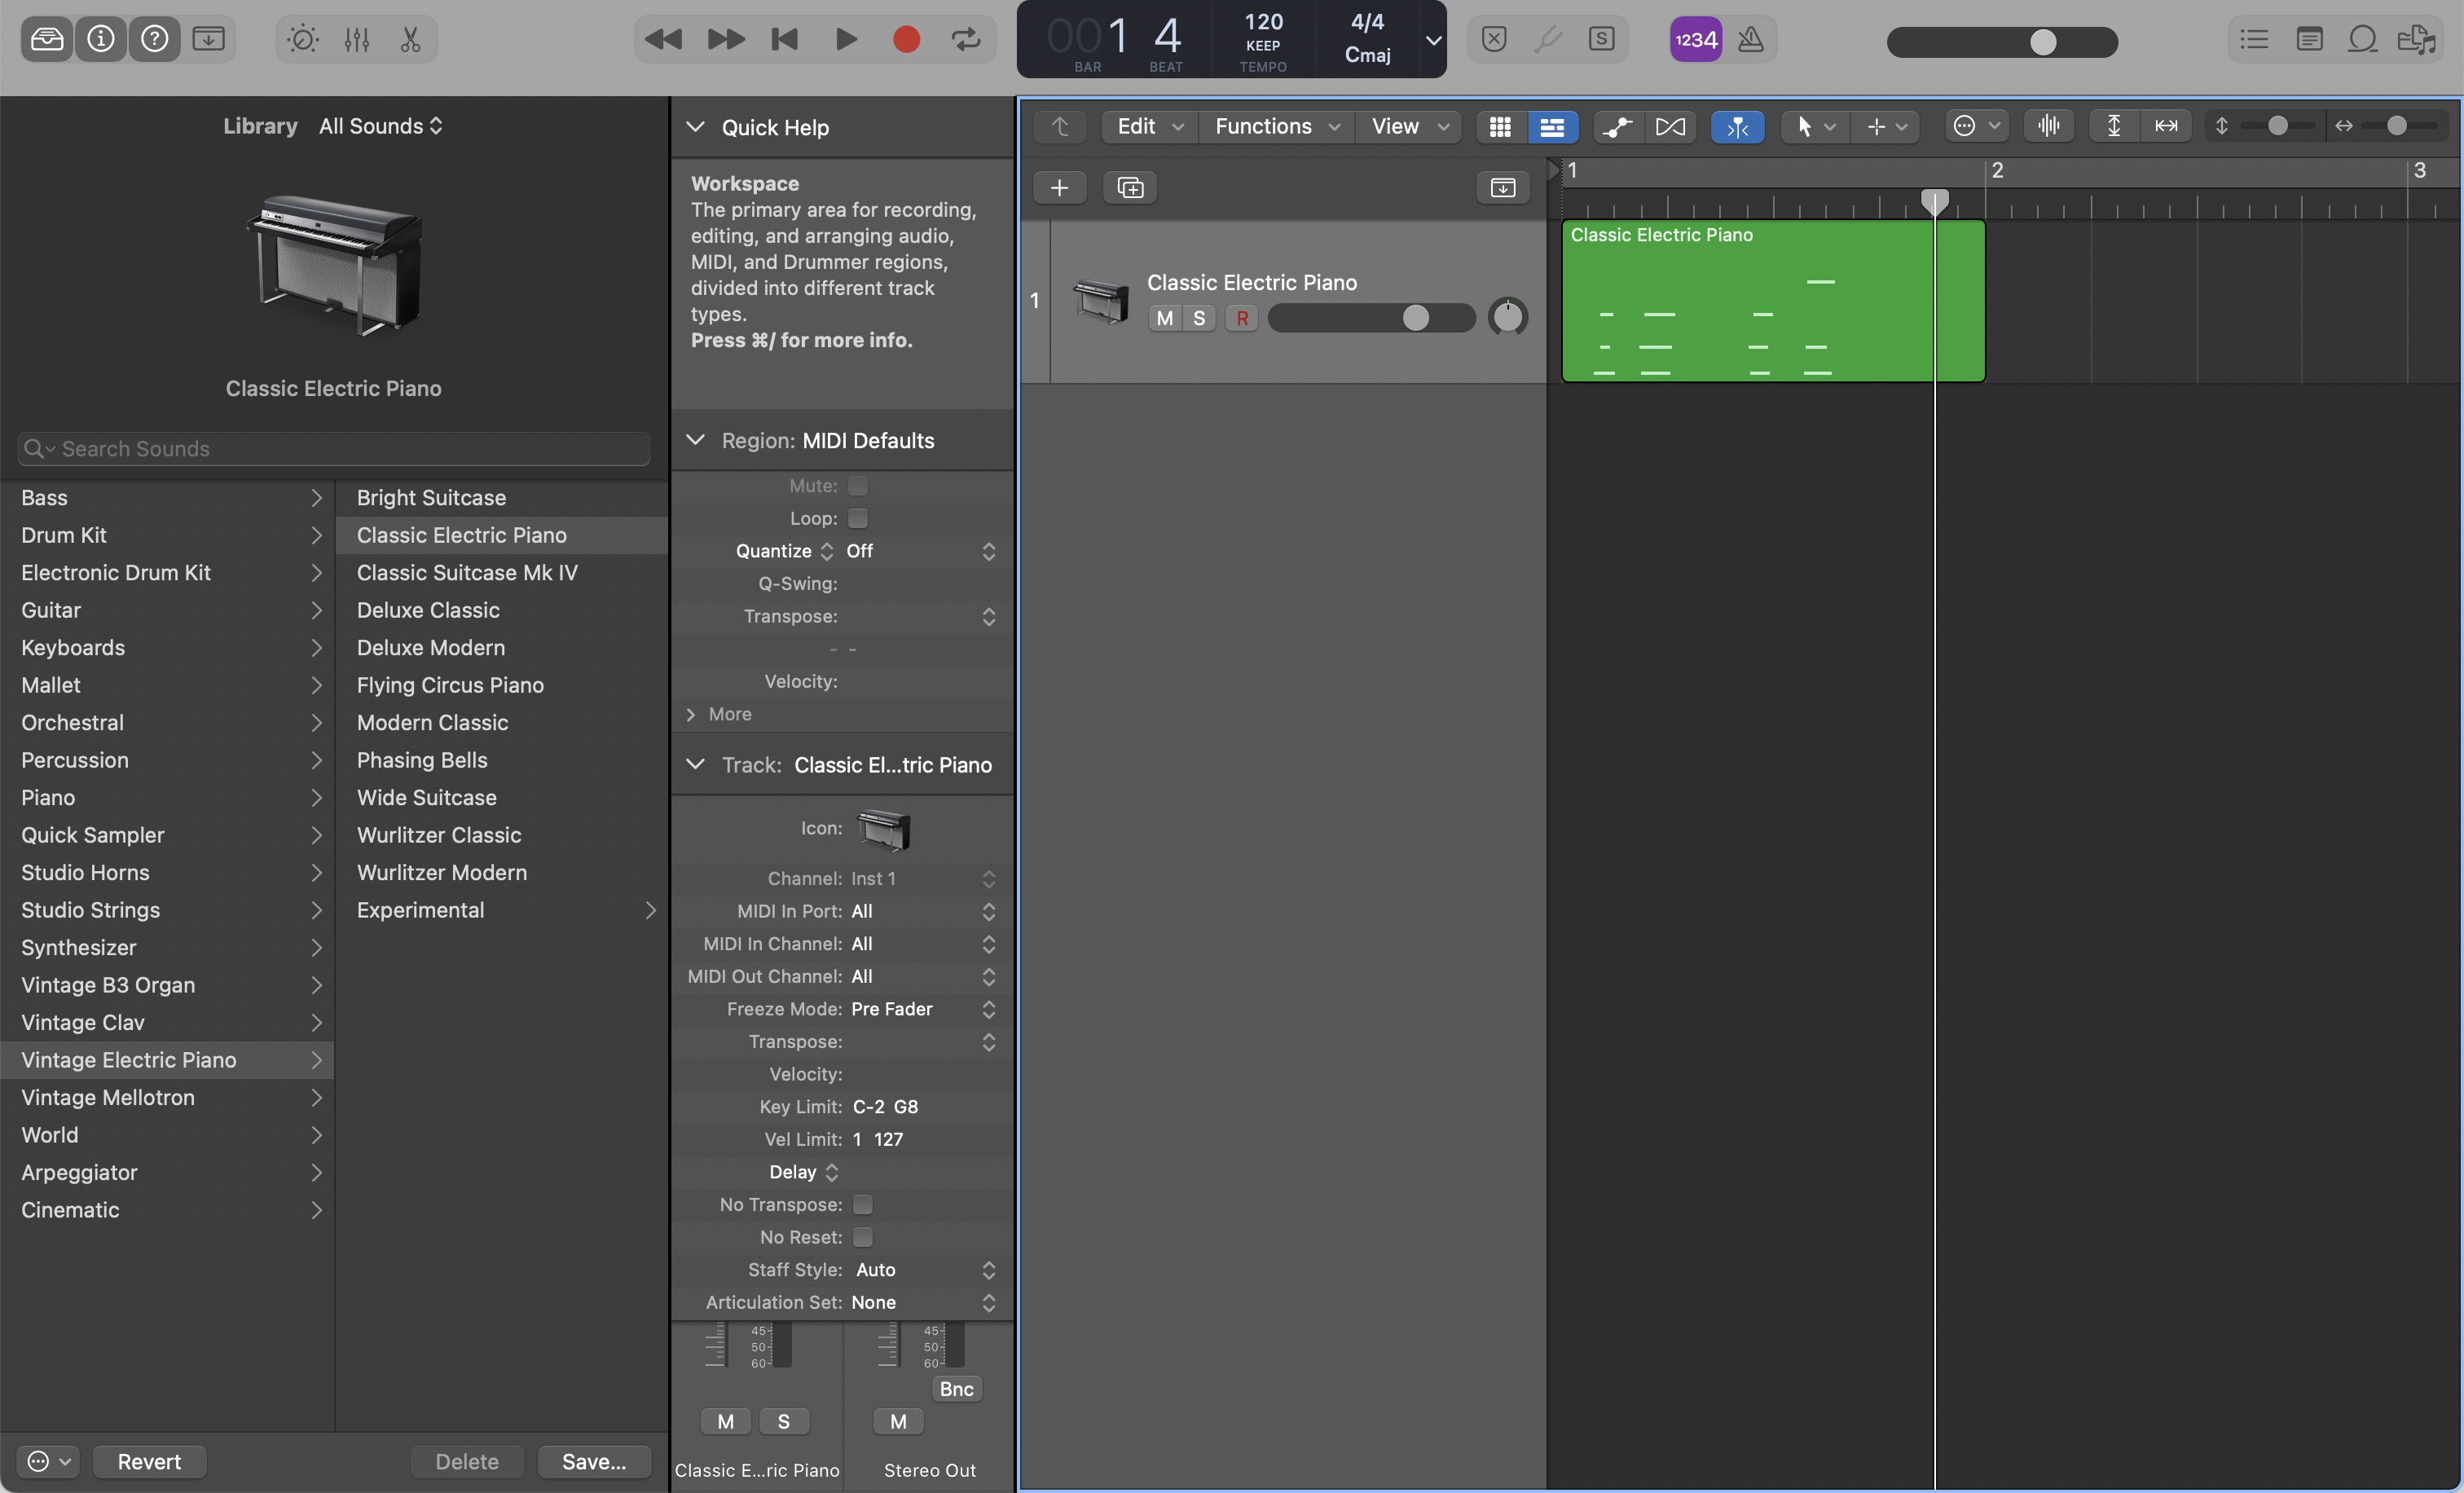 001 4
BAR BEAT
120
KEEP
TEMPO
4/4
Cmaj
S
1234
Library All Sounds
Classic Electric Piano
Search Sounds
Bass
Drum Kit
Electronic Drum Kit
Guitar
Keyboards
Mallet
Orchestral
Percussion
Piano
Quick Sampler
Studio Horns
Studio Strings
Synthesizer
Vintage B3 Organ
Vintage Clav
Vintage Electric Piano
Vintage Mellotron
World
Arpeggiator
Cinematic
Bright Suitcase
Classic Electric Piano
Classic Suitcase Mk IV
Deluxe Classic
Deluxe Modern
Flying Circus Piano
Modern Classic
Phasing Bells
Wide Suitcase
Wurlitzer Classic
Wurlitzer Modern
Experimental
Revert Delete Save...
Quick Help
Workspace
The primary area for recording,
editing, and arranging audio,
MIDI, and Drummer regions,
divided into different track
types.
Press ⌘/ for more info.
Region: MIDI Defaults
Mute:
Loop:
Quantize Off
Q-Swing:
Transpose:
- -
Velocity:
More
Track: Classic El...tric Piano
Icon:
Channel: Inst 1
MIDI In Port: All
MIDI In Channel: All
MIDI Out Channel: All
Freeze Mode: Pre Fader
Transpose:
Velocity:
Key Limit: C-2 G8
Vel Limit: 1 127
Delay
No Transpose:
No Reset:
Staff Style: Auto
Articulation Set: None
45- 45-
50- 50-
60- 60-
Bnc
M S M
Classic E...ric Piano Stereo Out
Edit Functions View
1 2 3
1
Classic Electric Piano
M S R
Classic Electric Piano